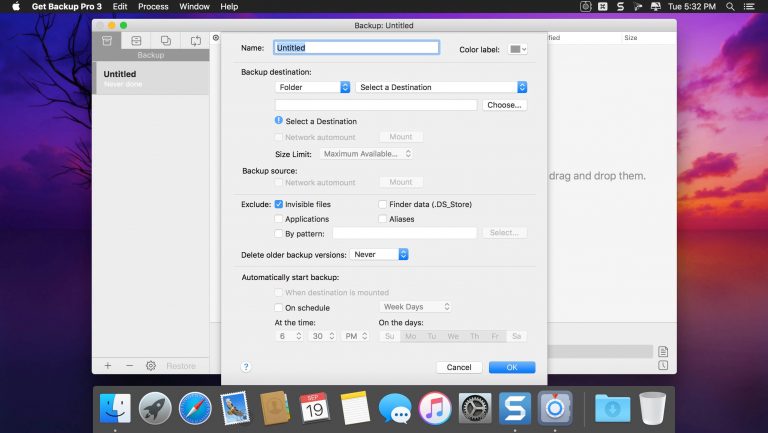 Get Backup Pro 3 Edit Process Window Help Tue 5:32 PM
Backup: Untitled
Backup
Untitled
Never done
Name: Untitled Color label:
Size
Backup destination:
Folder Select a Destination
Choose...
Select a Destination
Network automount Mount
Size Limit: Maximum Available...
Backup source:
Network automount Mount
drag and drop them.
Exclude: Invisible files Finder data (.DS_Store)
Applications Aliases
By pattern: Select...
Delete older backup versions: Never
Automatically start backup:
When destination is mounted
On schedule Week Days
At the time: On the days:
6 30 PM Su Mo Tu We Th Fr Sa
Restore
? Cancel OK
SEP
19